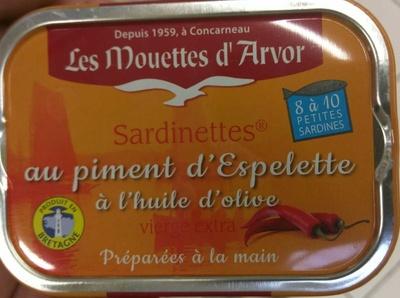 Depuis 1959, à Concarneau
Les Mouettes d'Arvor
8 à 10
PETITES
SARDINES
Sardinettes®
au piment d'Espelette
à l'huile d'olive
vierge extra
PRODUIT EN
BRETAGNE
Préparées à la main